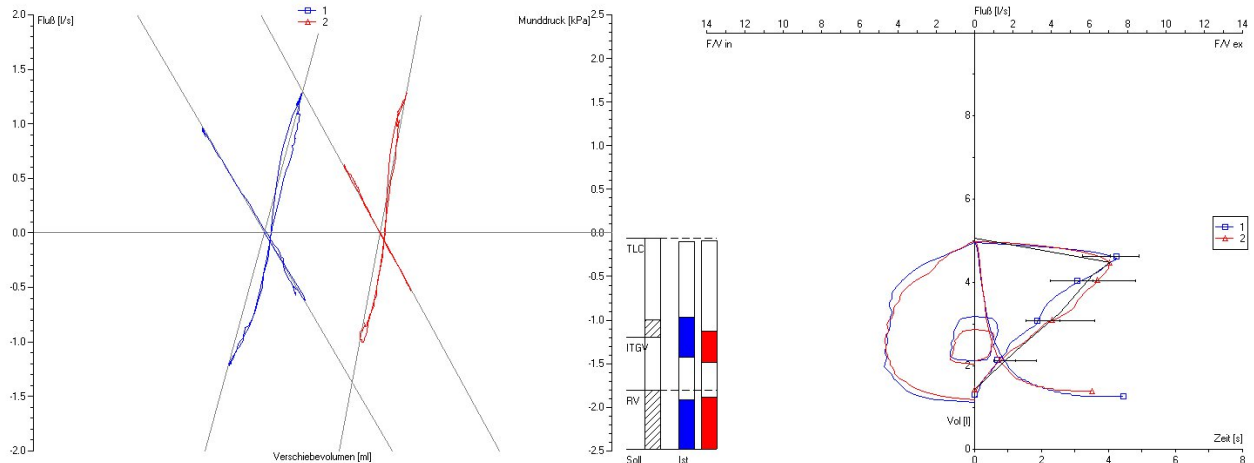 Fluß [l/s]
1
2
Munddruck [kPa]
2.5
2.0
1.5
1.0
0.5
0.0
-0.5
-1.0
-1.5
-2.0
2.5
2.0
1.5
1.0
0.5
0.0
-0.5
-1.0
-1.5
-2.0
-2.5
Verschiebevolumen [ml]
TLC
ITGV
RV
Soll
Ist
Fluß [l/s]
14 12 10 8 6 4 2 0 2 4 6 8 10 12 14
F/V in
F/V ex
8
6
4
2
0
1
2
Vol [l]
Zeit [s]
0 2 4 6 8